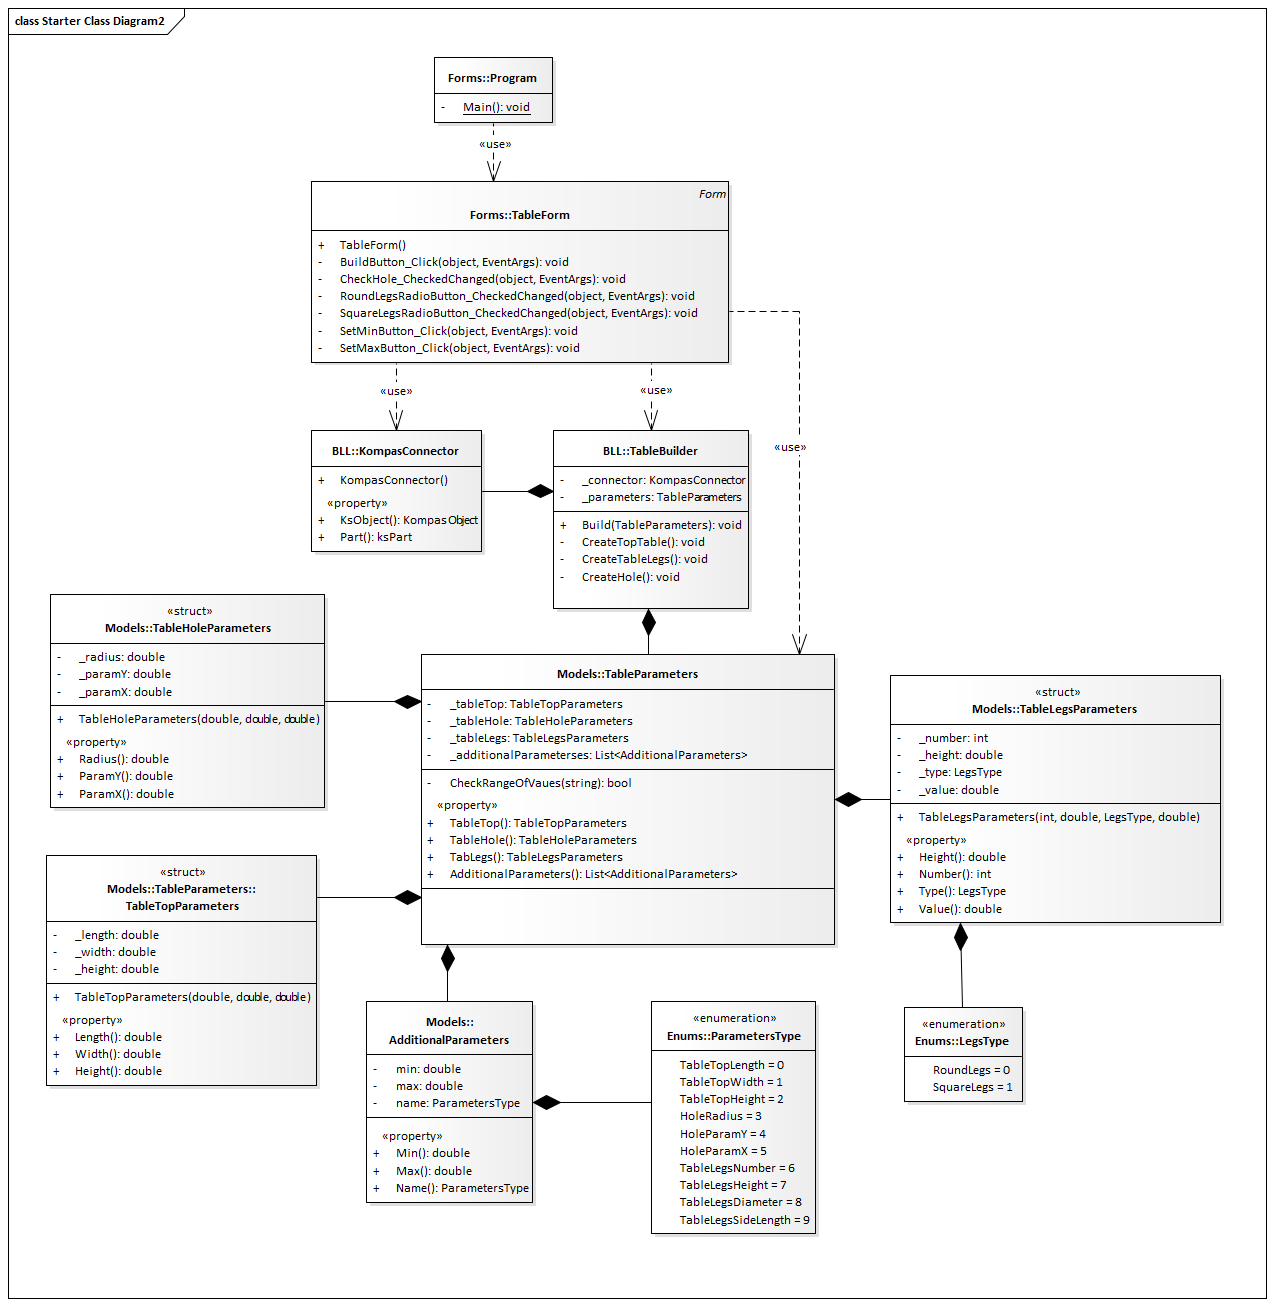 class Starter Class Diagram2
Forms::Program
- Main(): void
«use»
Form
Forms::TableForm
+ TableForm()
- BuildButton_Click(object, EventArgs): void
- CheckHole_CheckedChanged(object, EventArgs): void
- RoundLegsRadioButton_CheckedChanged(object, EventArgs): void
- SquareLegsRadioButton_CheckedChanged(object, EventArgs): void
- SetMinButton_Click(object, EventArgs): void
- SetMaxButton_Click(object, EventArgs): void
«use»
«use»
«use»
BLL::KompasConnector
+ KompasConnector()
«property»
+ KsObject(): KompasObject
+ Part(): ksPart
BLL::TableBuilder
- _connector: KompasConnector
- _parameters: TableParameters
+ Build(TableParameters): void
- CreateTopTable(): void
- CreateTableLegs(): void
- CreateHole(): void
«struct»
Models::TableHoleParameters
- _radius: double
- _paramY: double
- _paramX: double
+ TableHoleParameters(double, double, double)
«property»
+ Radius(): double
+ ParamY(): double
+ ParamX(): double
Models::TableParameters
- _tableTop: TableTopParameters
- _tableHole: TableHoleParameters
- _tableLegs: TableLegsParameters
- _additionalParameterses: List<AdditionalParameters>
- CheckRangeOfVaues(string): bool
«property»
+ TableTop(): TableTopParameters
+ TableHole(): TableHoleParameters
+ TabLegs(): TableLegsParameters
+ AdditionalParameters(): List<AdditionalParameters>
«struct»
Models::TableLegsParameters
- _number: int
- _height: double
- _type: LegsType
- _value: double
+ TableLegsParameters(int, double, LegsType, double)
«property»
+ Height(): double
+ Number(): int
+ Type(): LegsType
+ Value(): double
«struct»
Models::TableParameters::
TableTopParameters
- _length: double
- _width: double
- _height: double
+ TableTopParameters(double, double, double)
«property»
+ Length(): double
+ Width(): double
+ Height(): double
Models::
AdditionalParameters
- min: double
- max: double
- name: ParametersType
«property»
+ Min(): double
+ Max(): double
+ Name(): ParametersType
«enumeration»
Enums::ParametersType
TableTopLength = 0
TableTopWidth = 1
TableTopHeight = 2
HoleRadius = 3
HoleParamY = 4
HoleParamX = 5
TableLegsNumber = 6
TableLegsHeight = 7
TableLegsDiameter = 8
TableLegsSideLength = 9
«enumeration»
Enums::LegsType
RoundLegs = 0
SquareLegs = 1